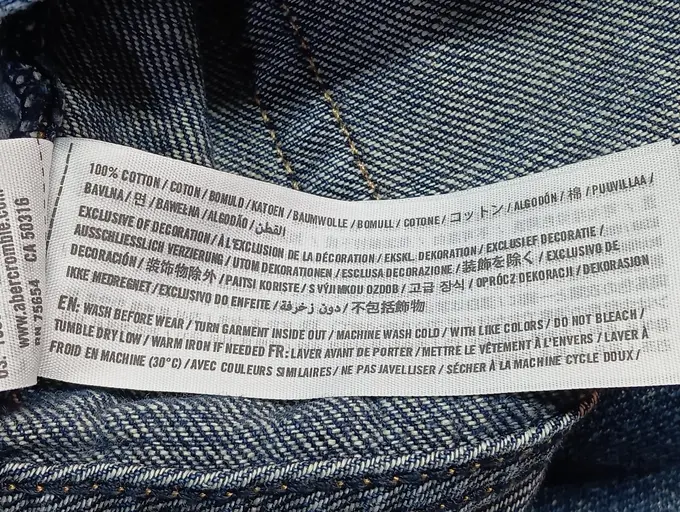 www.abercrombie.com
RN 75654 CA 50316
100% COTTON / COTON / BOMULD / KATOEN / BAUMWOLLE / BOMULL / COTONE / コットン / ALGODÓN / 棉 / PUUVILLAA /
BAVLNA / 면 / BAWEŁNA / ALGODÃO / القطن
EXCLUSIVE OF DECORATION / À L'EXCLUSION DE LA DÉCORATION / EKSKL. DEKORATION / EXCLUSIEF DECORATIE /
AUSSCHLIESSLICH VERZIERUNG / UTOM DEKORATIONEN / ESCLUSA DECORAZIONE / 装飾を除く / EXCLUSIVO DE
DECORACIÓN / 装饰物除外 / PAITSI KORISTE / S VÝJIMKOU OZDOB / 고급 장식 / OPRÓCZ DEKORACJI / DEKORASJON
IKKE MEDREGNET / EXCLUSIVO DO ENFEITE / دون زخرفة / 不包括飾物
EN: WASH BEFORE WEAR / TURN GARMENT INSIDE OUT / MACHINE WASH COLD / WITH LIKE COLORS / DO NOT BLEACH /
TUMBLE DRY LOW / WARM IRON IF NEEDED FR: LAVER AVANT DE PORTER / METTRE LE VÊTEMENT À L'ENVERS / LAVER À
FROID EN MACHINE (30°C) / AVEC COULEURS SIMILAIRES / NE PAS JAVELLISER / SÉCHER À LA MACHINE CYCLE DOUX /